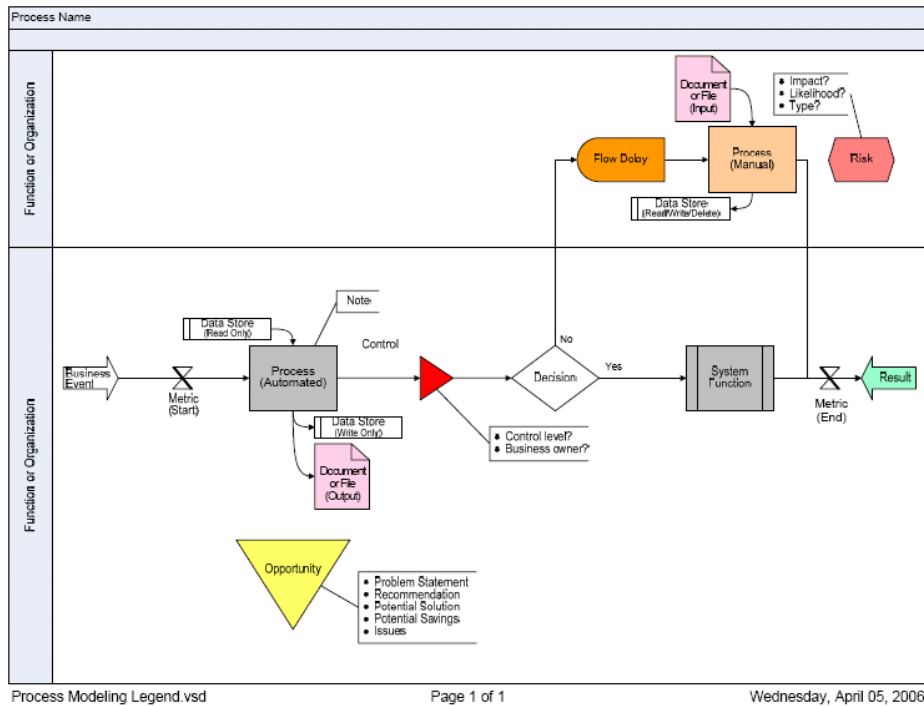 Process Name
Function or Organization
Document
or File
(Input)
Impact?
Likelihood?
Type?
Flow Delay
Process
(Manual)
Risk
Data Store
(Read/Write/Delete)
Function or Organization
Note
Data Store
(Read Only)
Control
No
Business
Event
Metric
(Start)
Process
(Automated)
Decision
Yes
System
Function
Metric
(End)
Result
Data Store
(Write Only)
Control level?
Business owner?
Document
or File
(Output)
Opportunity
Problem Statement
Recommendation
Potential Solution
Potential Savings
Issues
Process Modeling Legend.vsd
Page 1 of 1
Wednesday, April 05, 2006